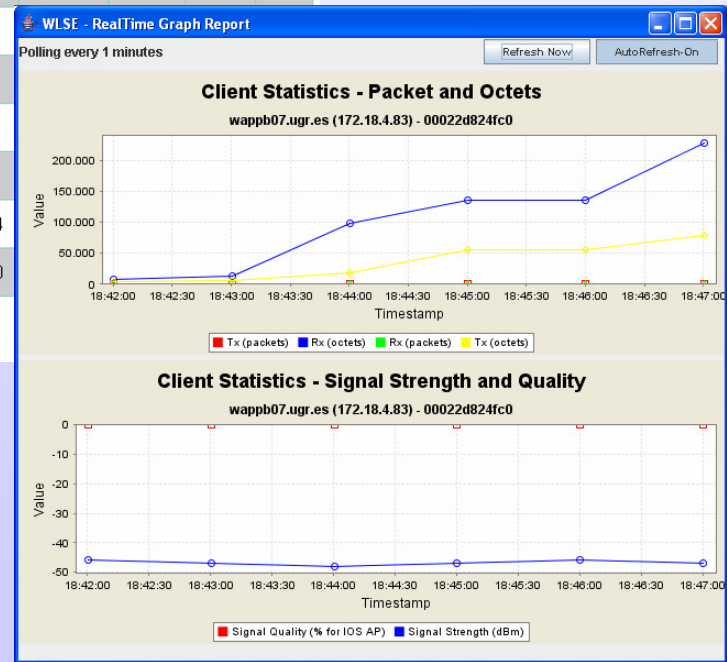 WLSE - RealTime Graph Report
Polling every 1 minutes
Refresh Now
AutoRefresh-On
Client Statistics - Packet and Octets
wappb07.ugr.es (172.18.4.83) - 00022d824fc0
Value
200.000
150.000
100.000
50.000
0
18:42:00 18:42:30 18:43:00 18:43:30 18:44:00 18:44:30 18:45:00 18:45:30 18:46:00 18:46:30 18:47:00
Timestamp
Tx (packets) Rx (octets) Rx (packets) Tx (octets)
Client Statistics - Signal Strength and Quality
wappb07.ugr.es (172.18.4.83) - 00022d824fc0
Value
0
-10
-20
-30
-40
-50
18:42:00 18:42:30 18:43:00 18:43:30 18:44:00 18:44:30 18:45:00 18:45:30 18:46:00 18:46:30 18:47:00
Timestamp
Signal Quality (% for IOS AP) Signal Strength (dBm)